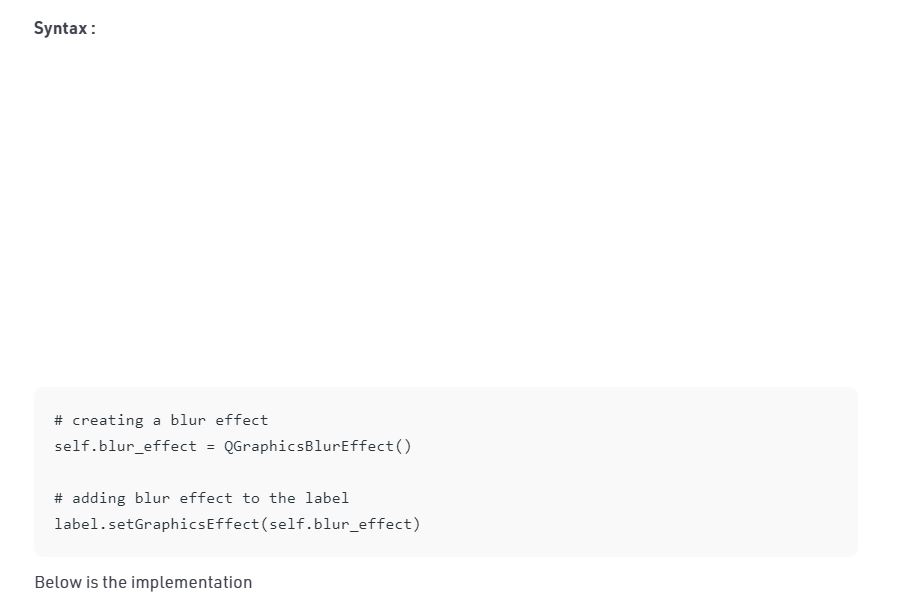 Syntax :
# creating a blur effect
self.blur_effect = QGraphicsBlurEffect()
# adding blur effect to the label
label.setGraphicsEffect(self.blur_effect)
Below is the implementation